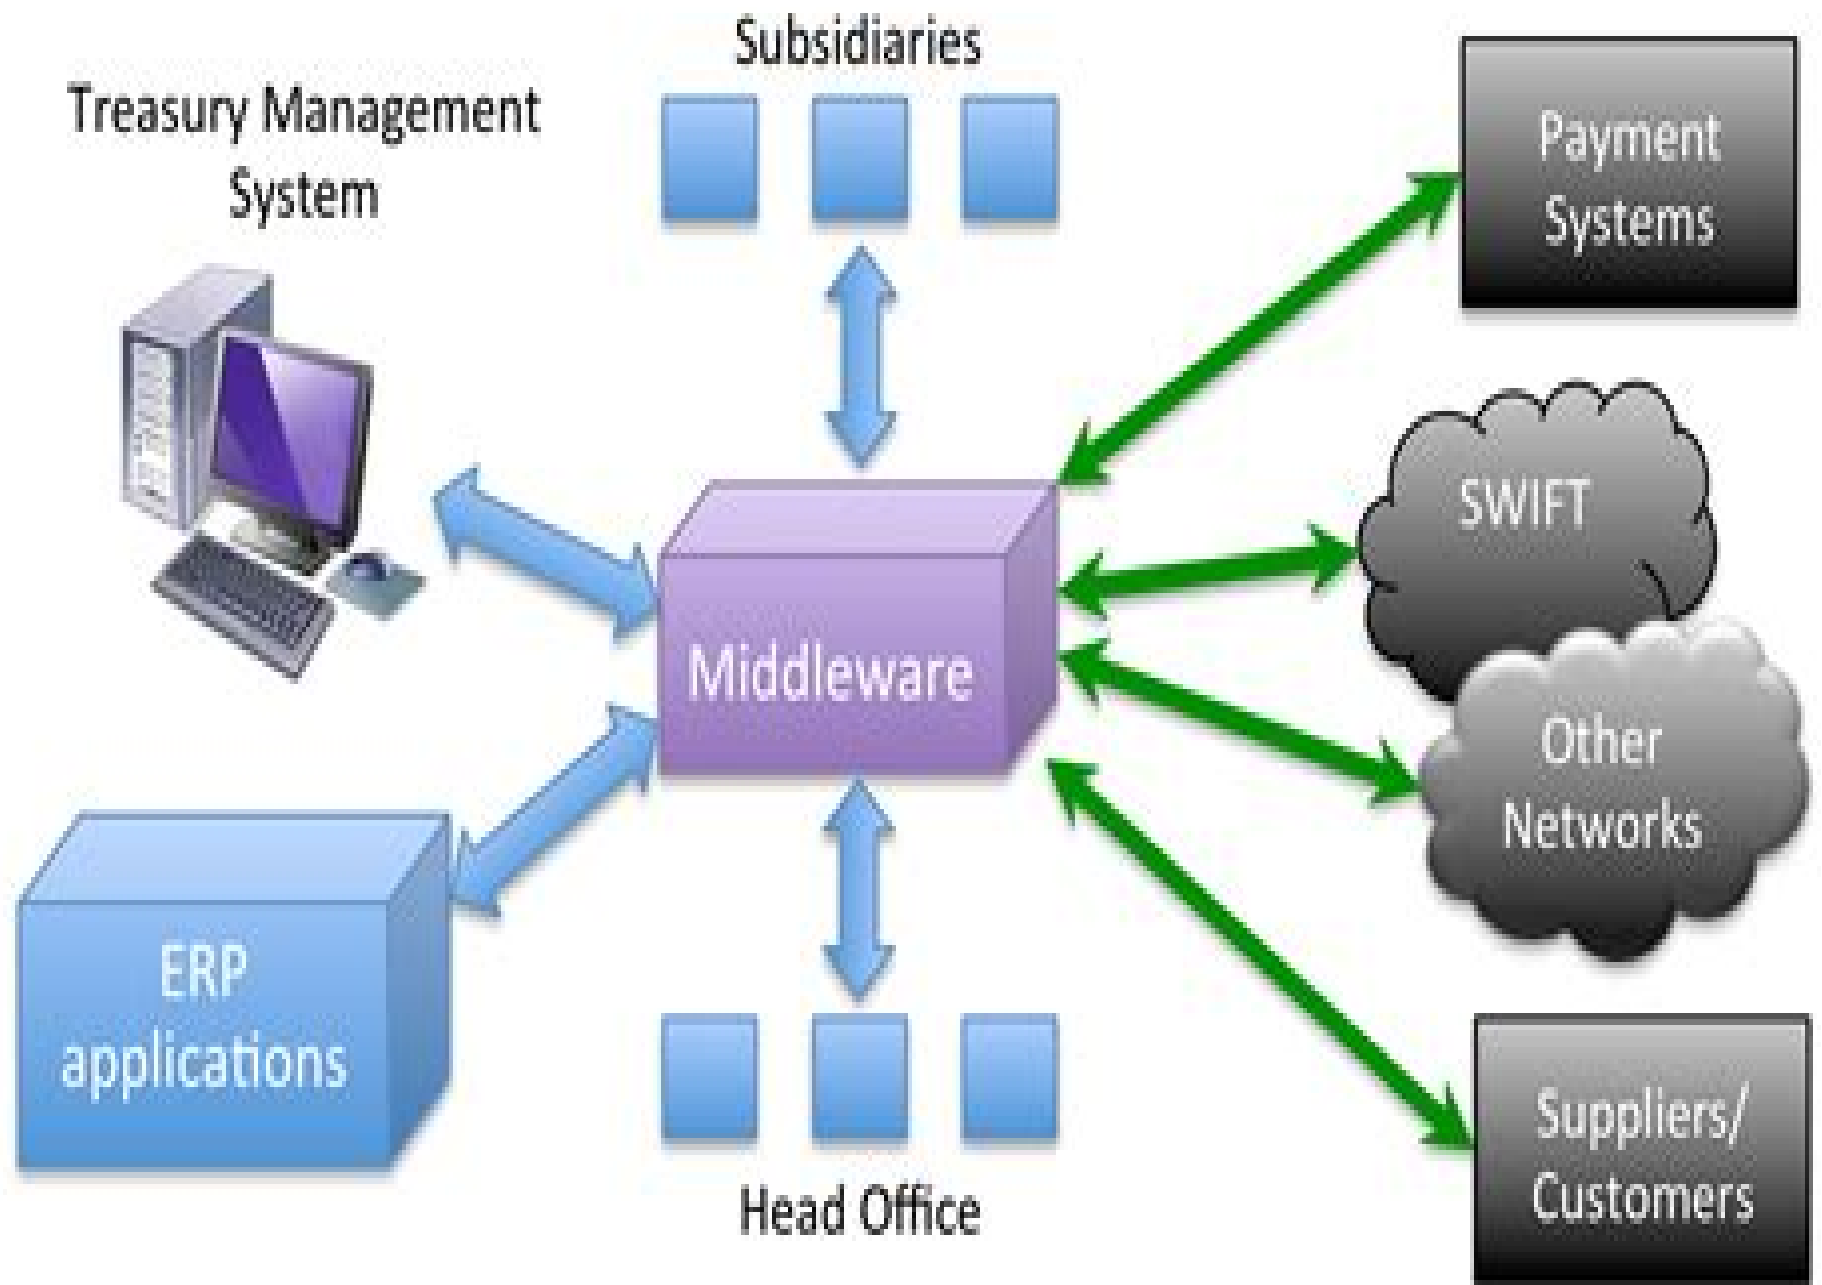 Subsidiaries
Treasury Management
System
Payment
Systems
SWIFT
Middleware
Other
Networks
ERP
applications
Suppliers/
Customers
Head Office